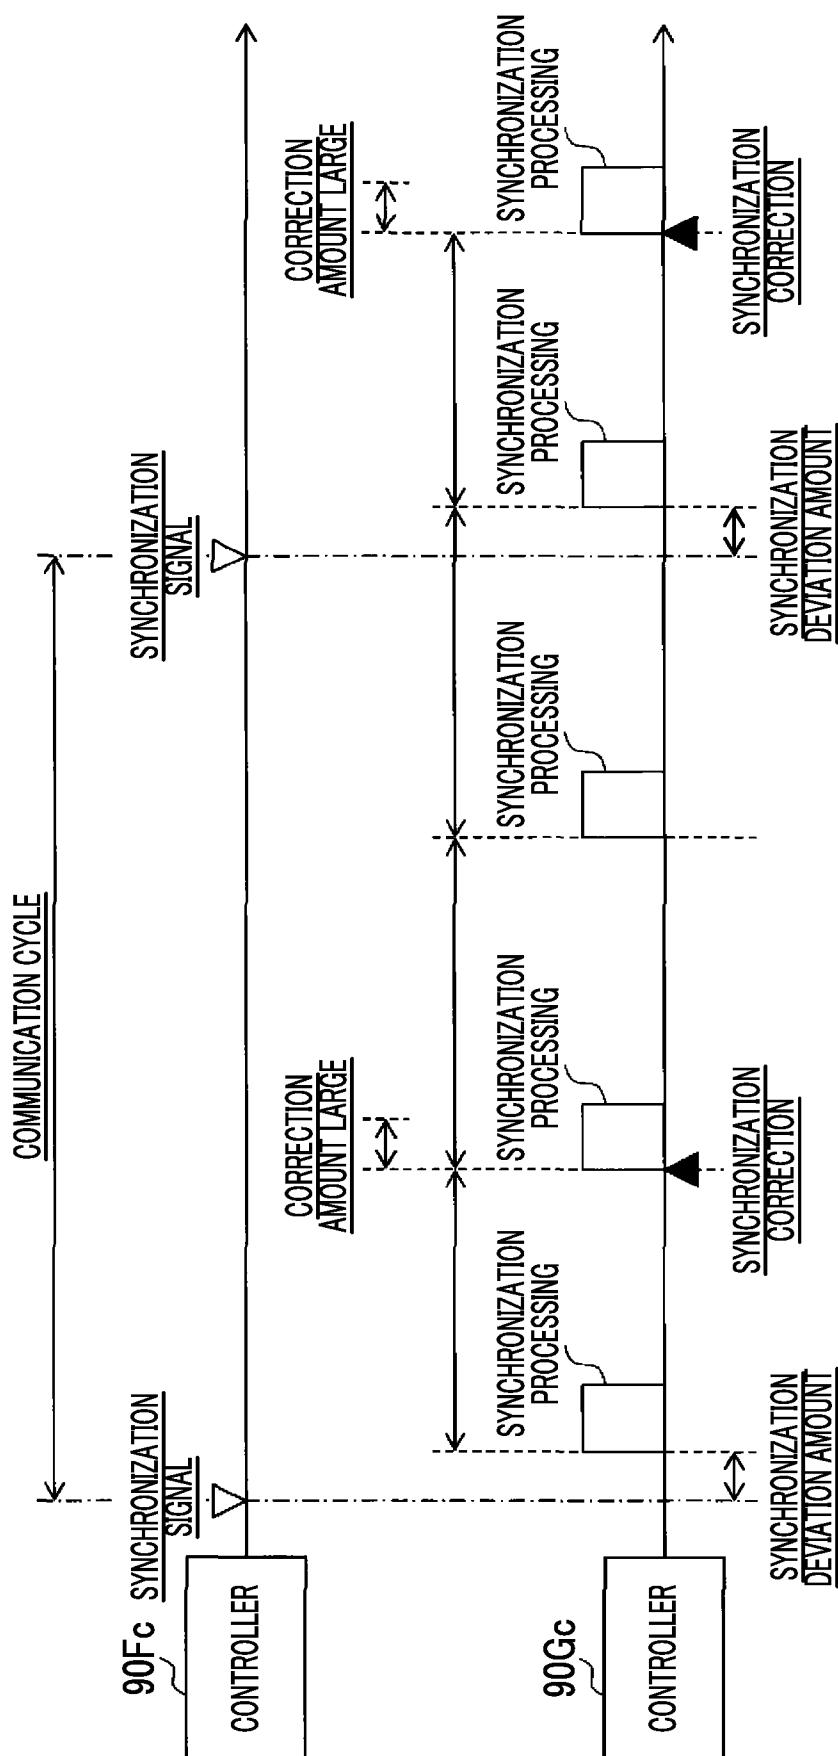 COMMUNICATION CYCLE
SYNCHRONIZATION
SIGNAL
SYNCHRONIZATION
SIGNAL
90Fc
CONTROLLER
CORRECTION
AMOUNT LARGE
CORRECTION
AMOUNT LARGE
SYNCHRONIZATION
PROCESSING
SYNCHRONIZATION
PROCESSING
SYNCHRONIZATION
PROCESSING
SYNCHRONIZATION
PROCESSING
SYNCHRONIZATION
PROCESSING
90Gc
CONTROLLER
SYNCHRONIZATION
DEVIATION AMOUNT
SYNCHRONIZATION
CORRECTION
SYNCHRONIZATION
DEVIATION AMOUNT
SYNCHRONIZATION
CORRECTION